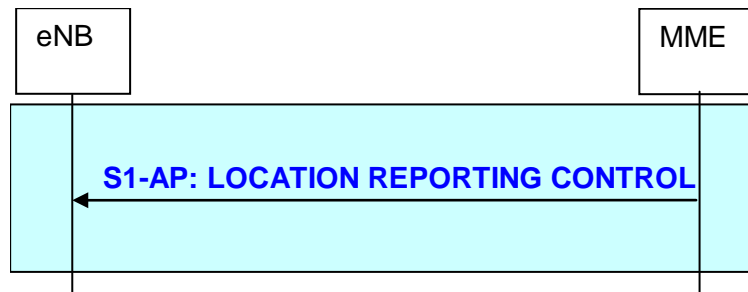 eNB
MME
S1-AP: LOCATION REPORTING CONTROL